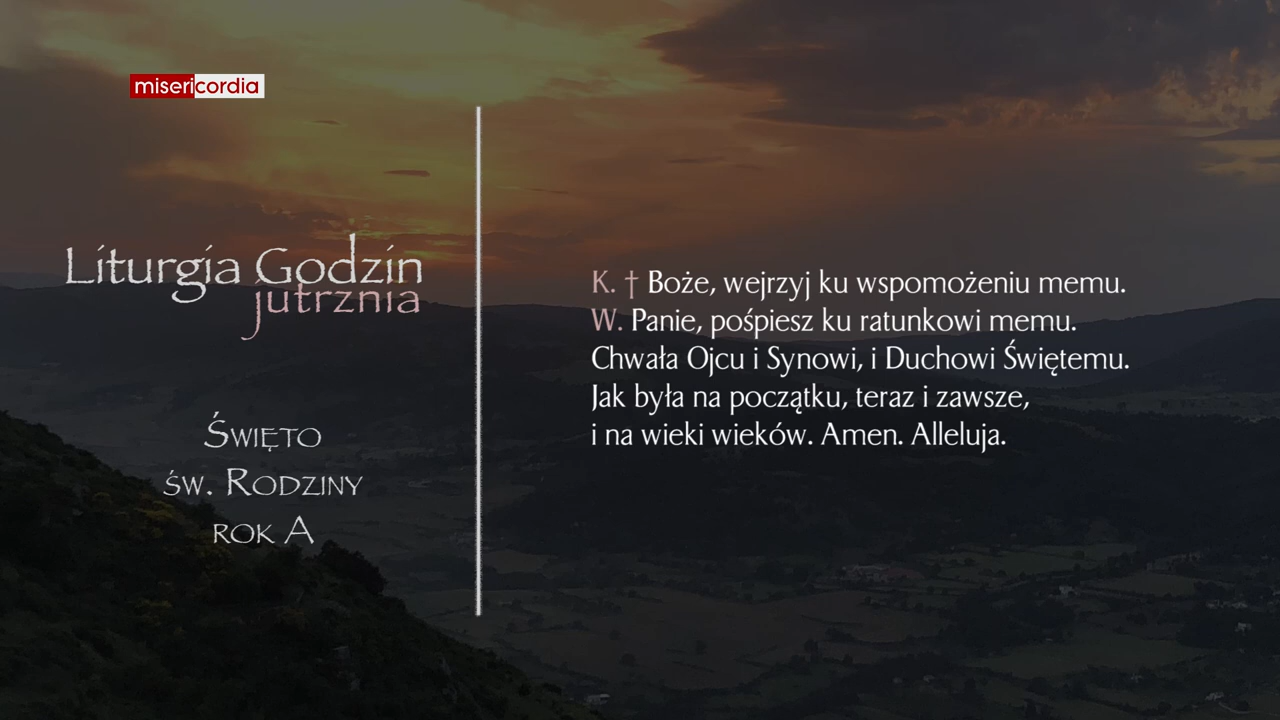 misericordia
Liturgia Godzin
jutrznia
Święto
św. Rodziny
rok A
K. † Boże, wejrzyj ku wspomożeniu memu.
W. Panie, pośpiesz ku ratunkowi memu.
Chwała Ojcu i Synowi, i Duchowi Świętemu.
Jak była na początku, teraz i zawsze,
i na wieki wieków. Amen. Alleluja.